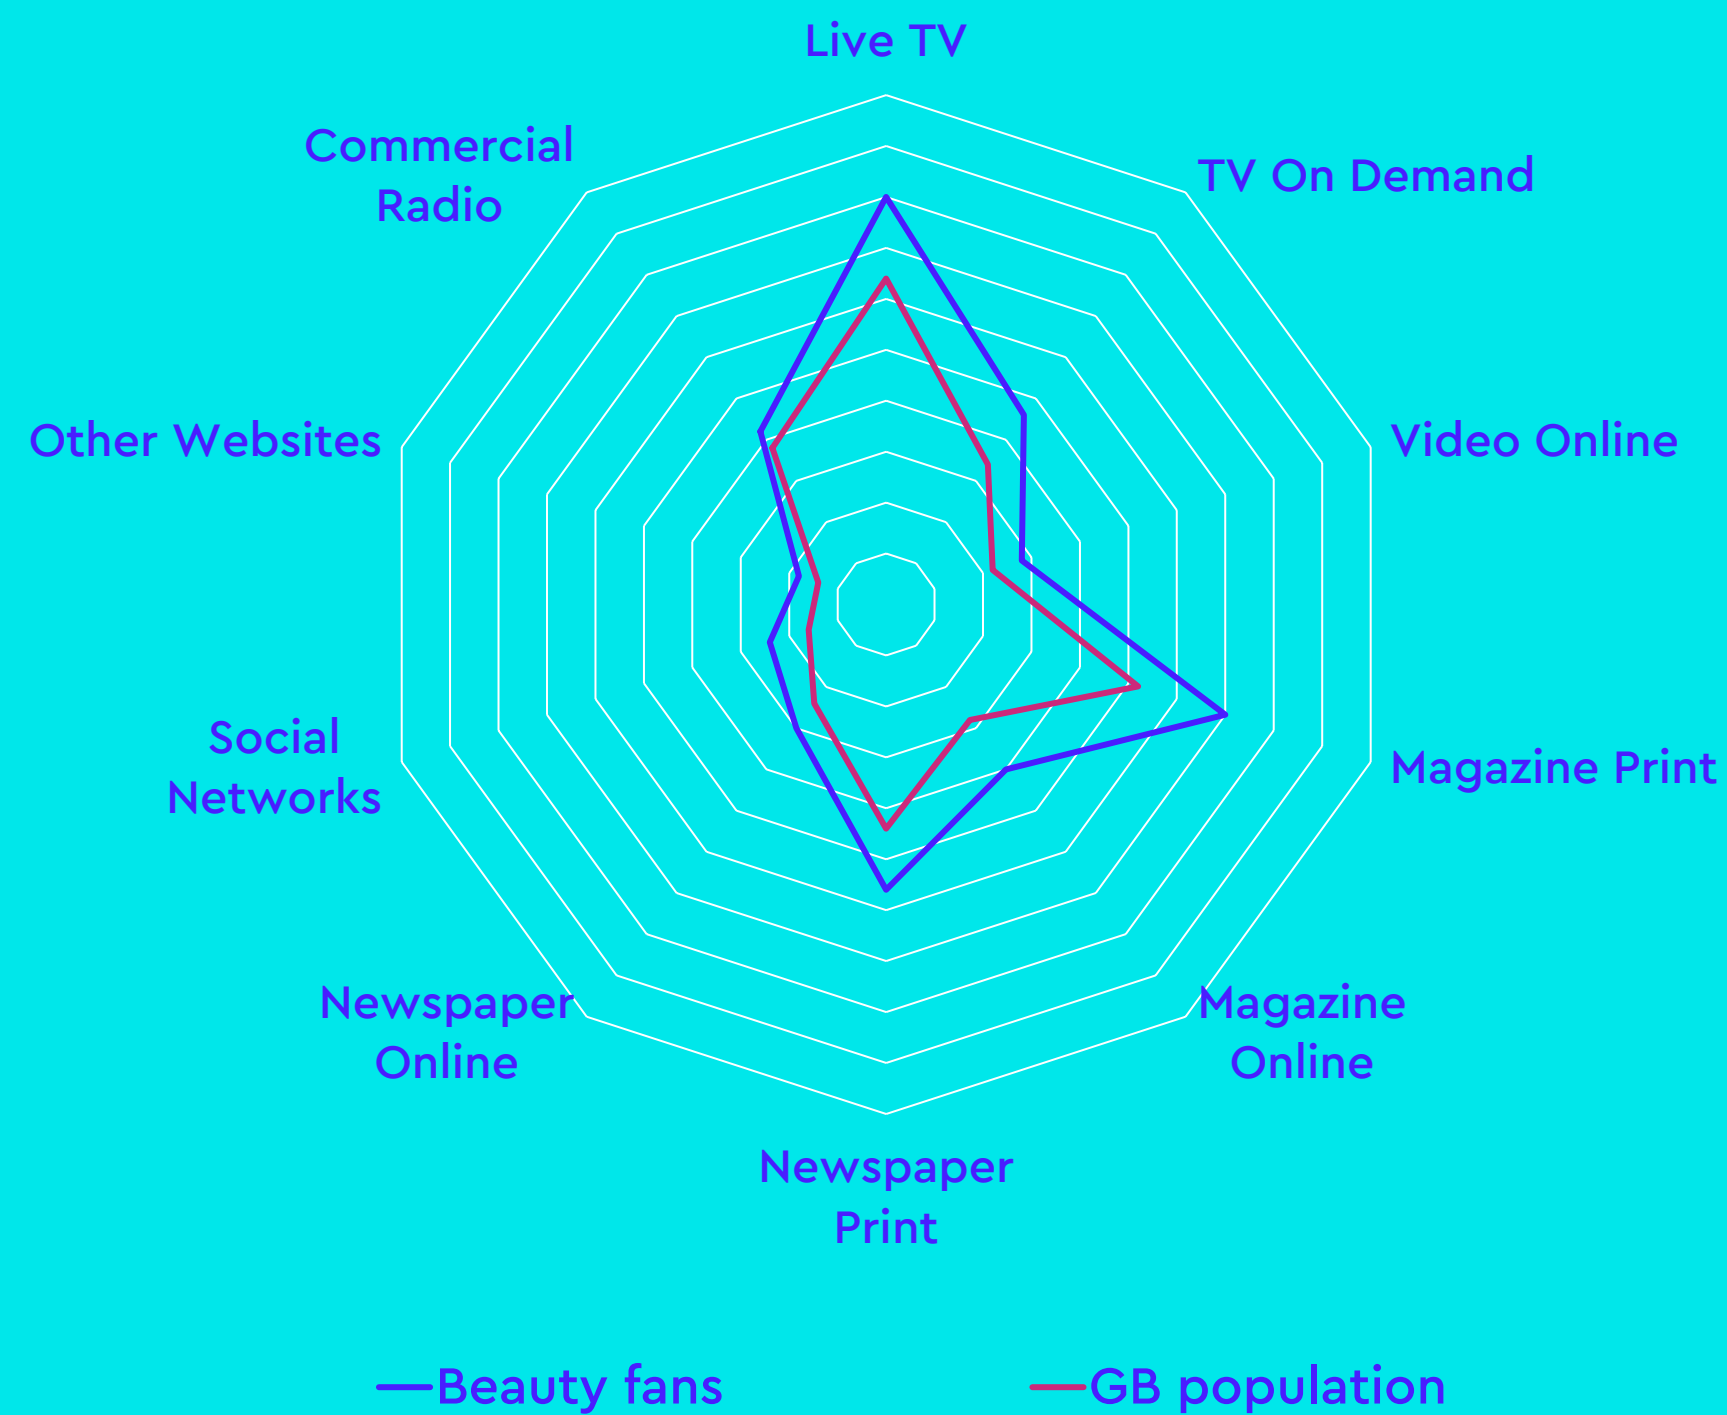 Live TV
Commercial
Radio
TV On Demand
Other Websites
Video Online
Social
Networks
Magazine Print
Newspaper
Online
Magazine
Online
Newspaper
Print
Beauty fans
GB population